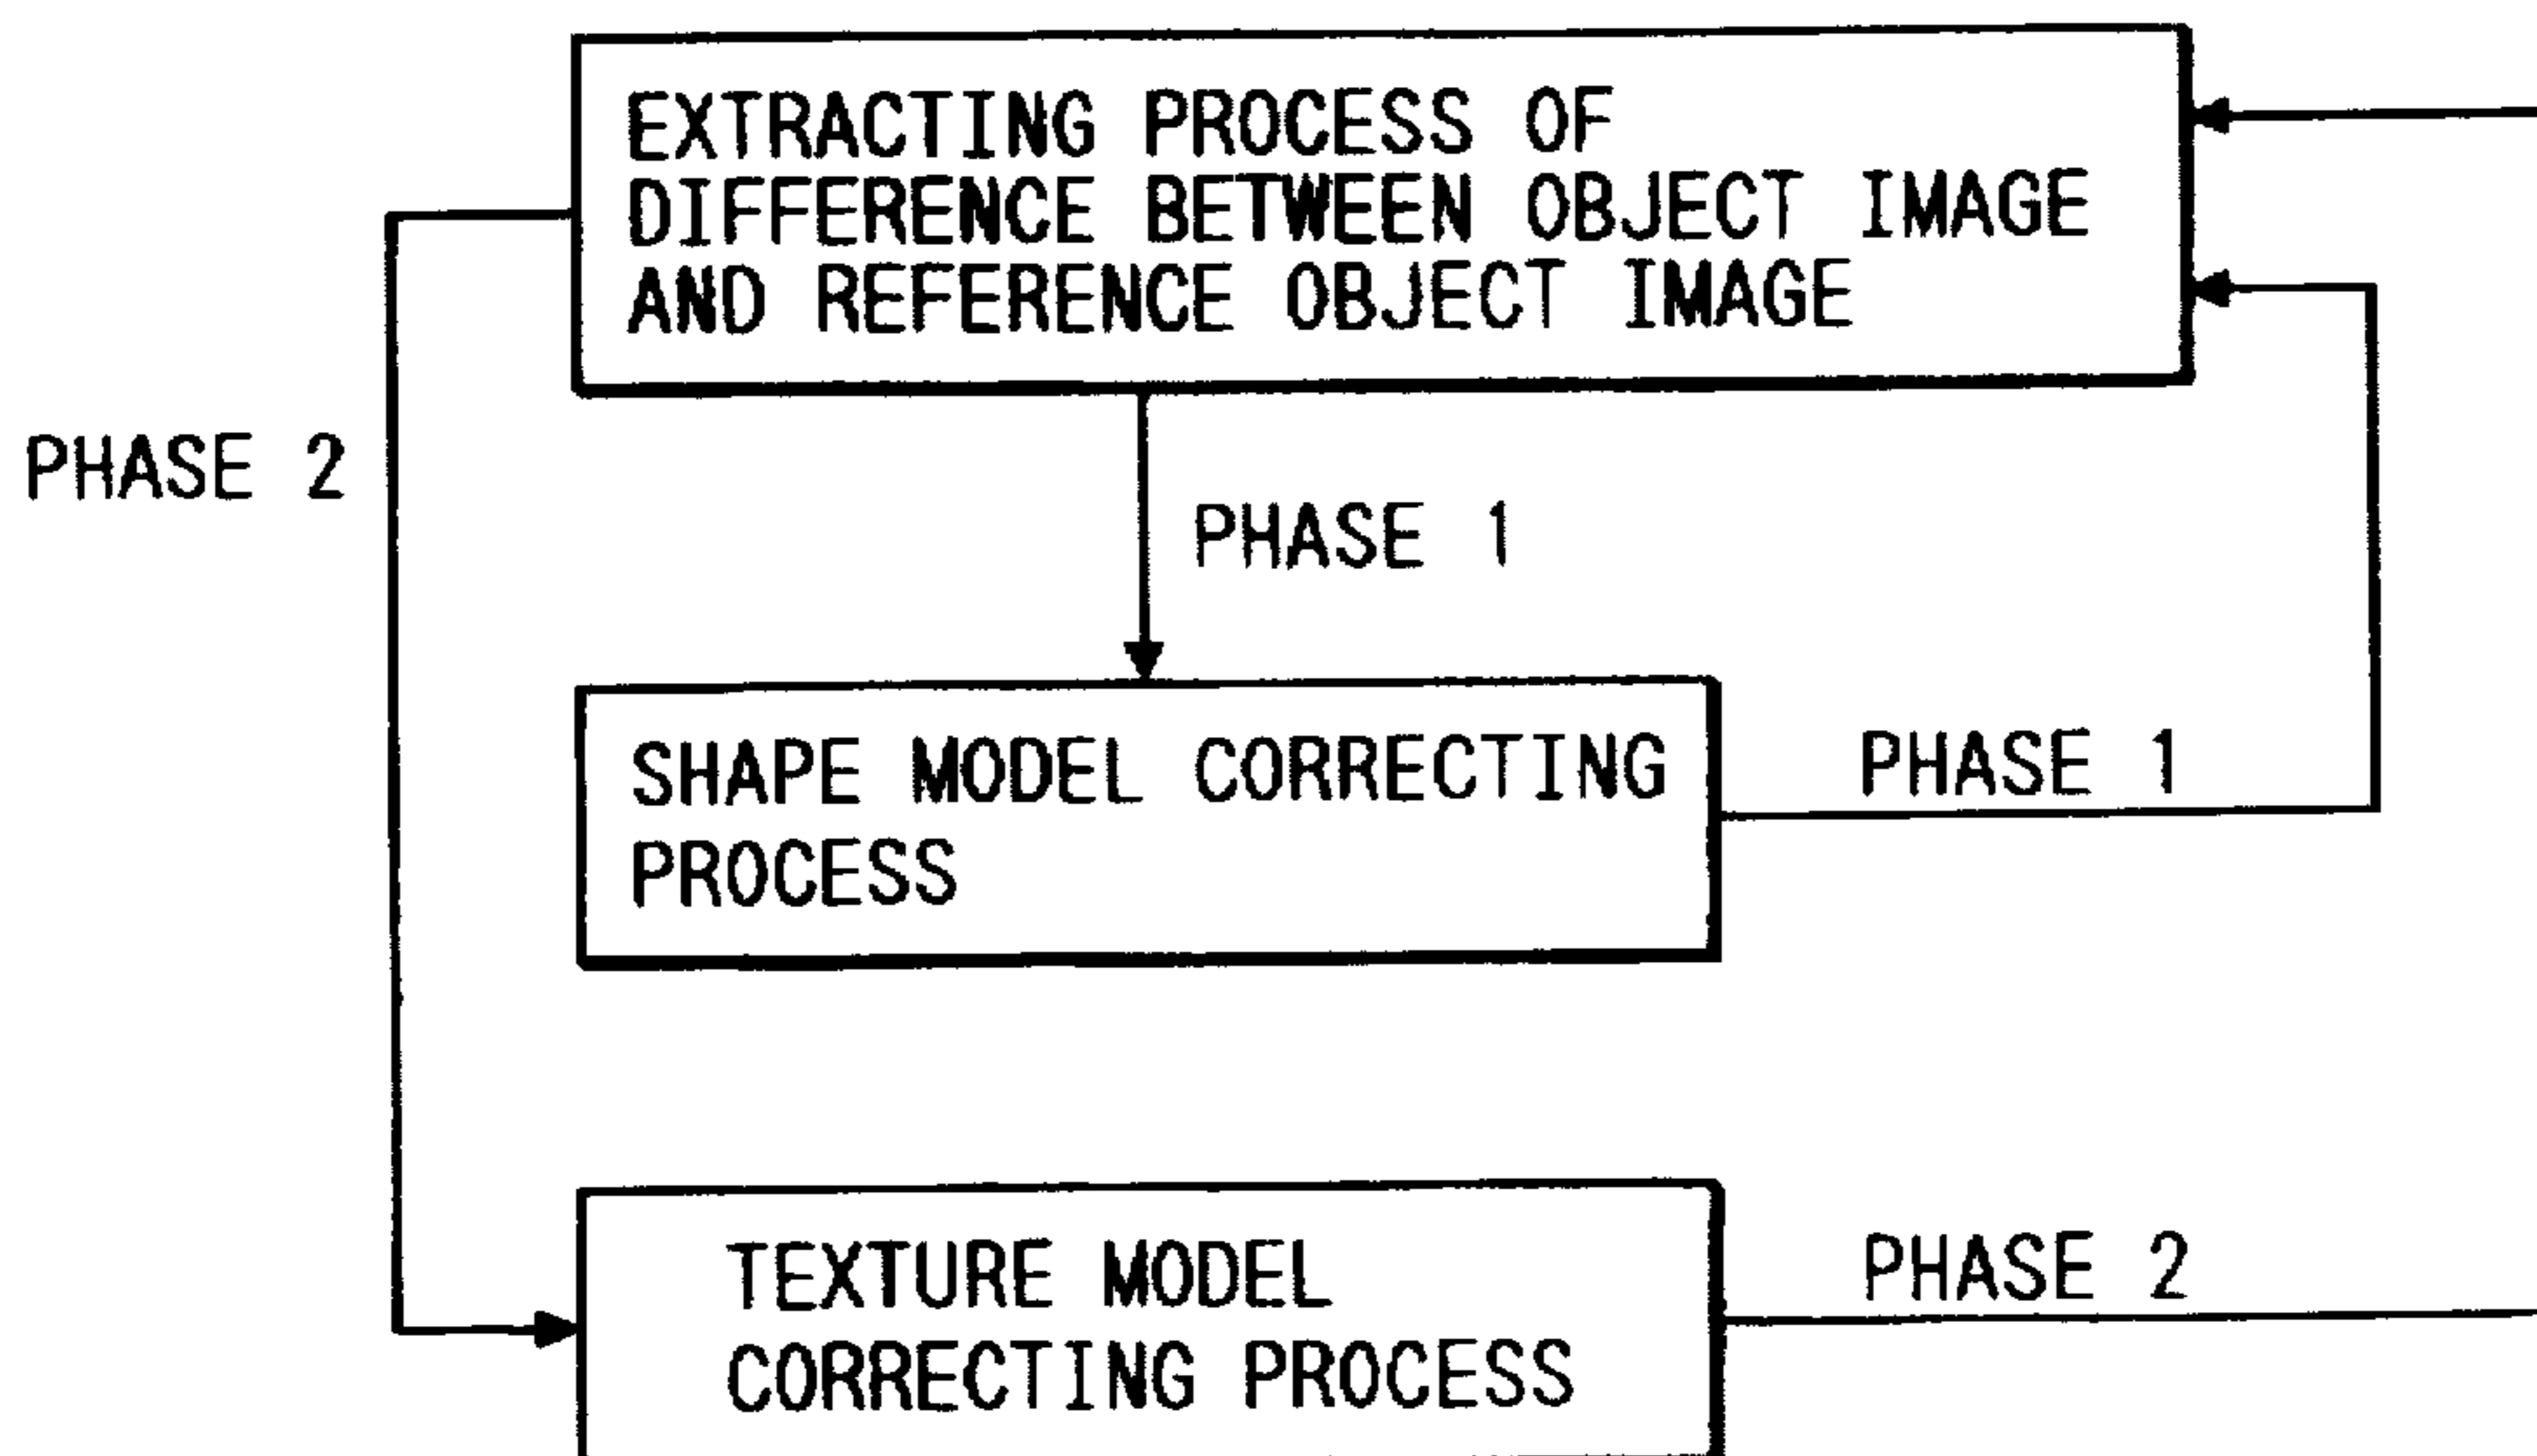 EXTRACTING PROCESS OF
DIFFERENCE BETWEEN OBJECT IMAGE
AND REFERENCE OBJECT IMAGE
PHASE 2
PHASE 1
SHAPE MODEL CORRECTING
PROCESS
PHASE 1
TEXTURE MODEL
CORRECTING PROCESS
PHASE 2